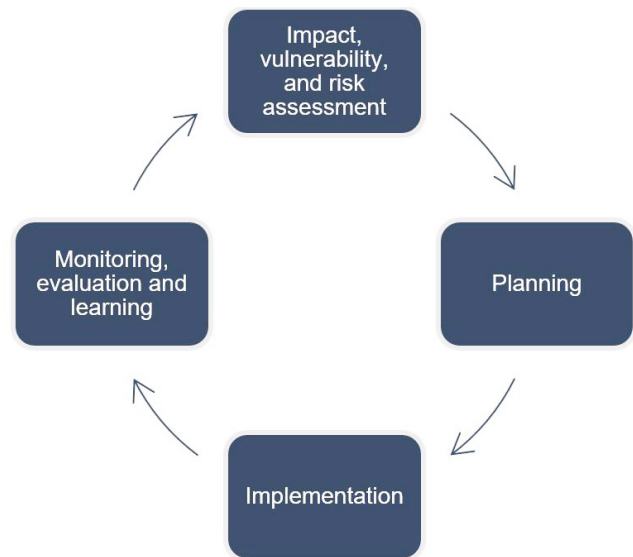 Impact,
vulnerability,
and risk
assessment
Planning
Implementation
Monitoring,
evaluation and
learning